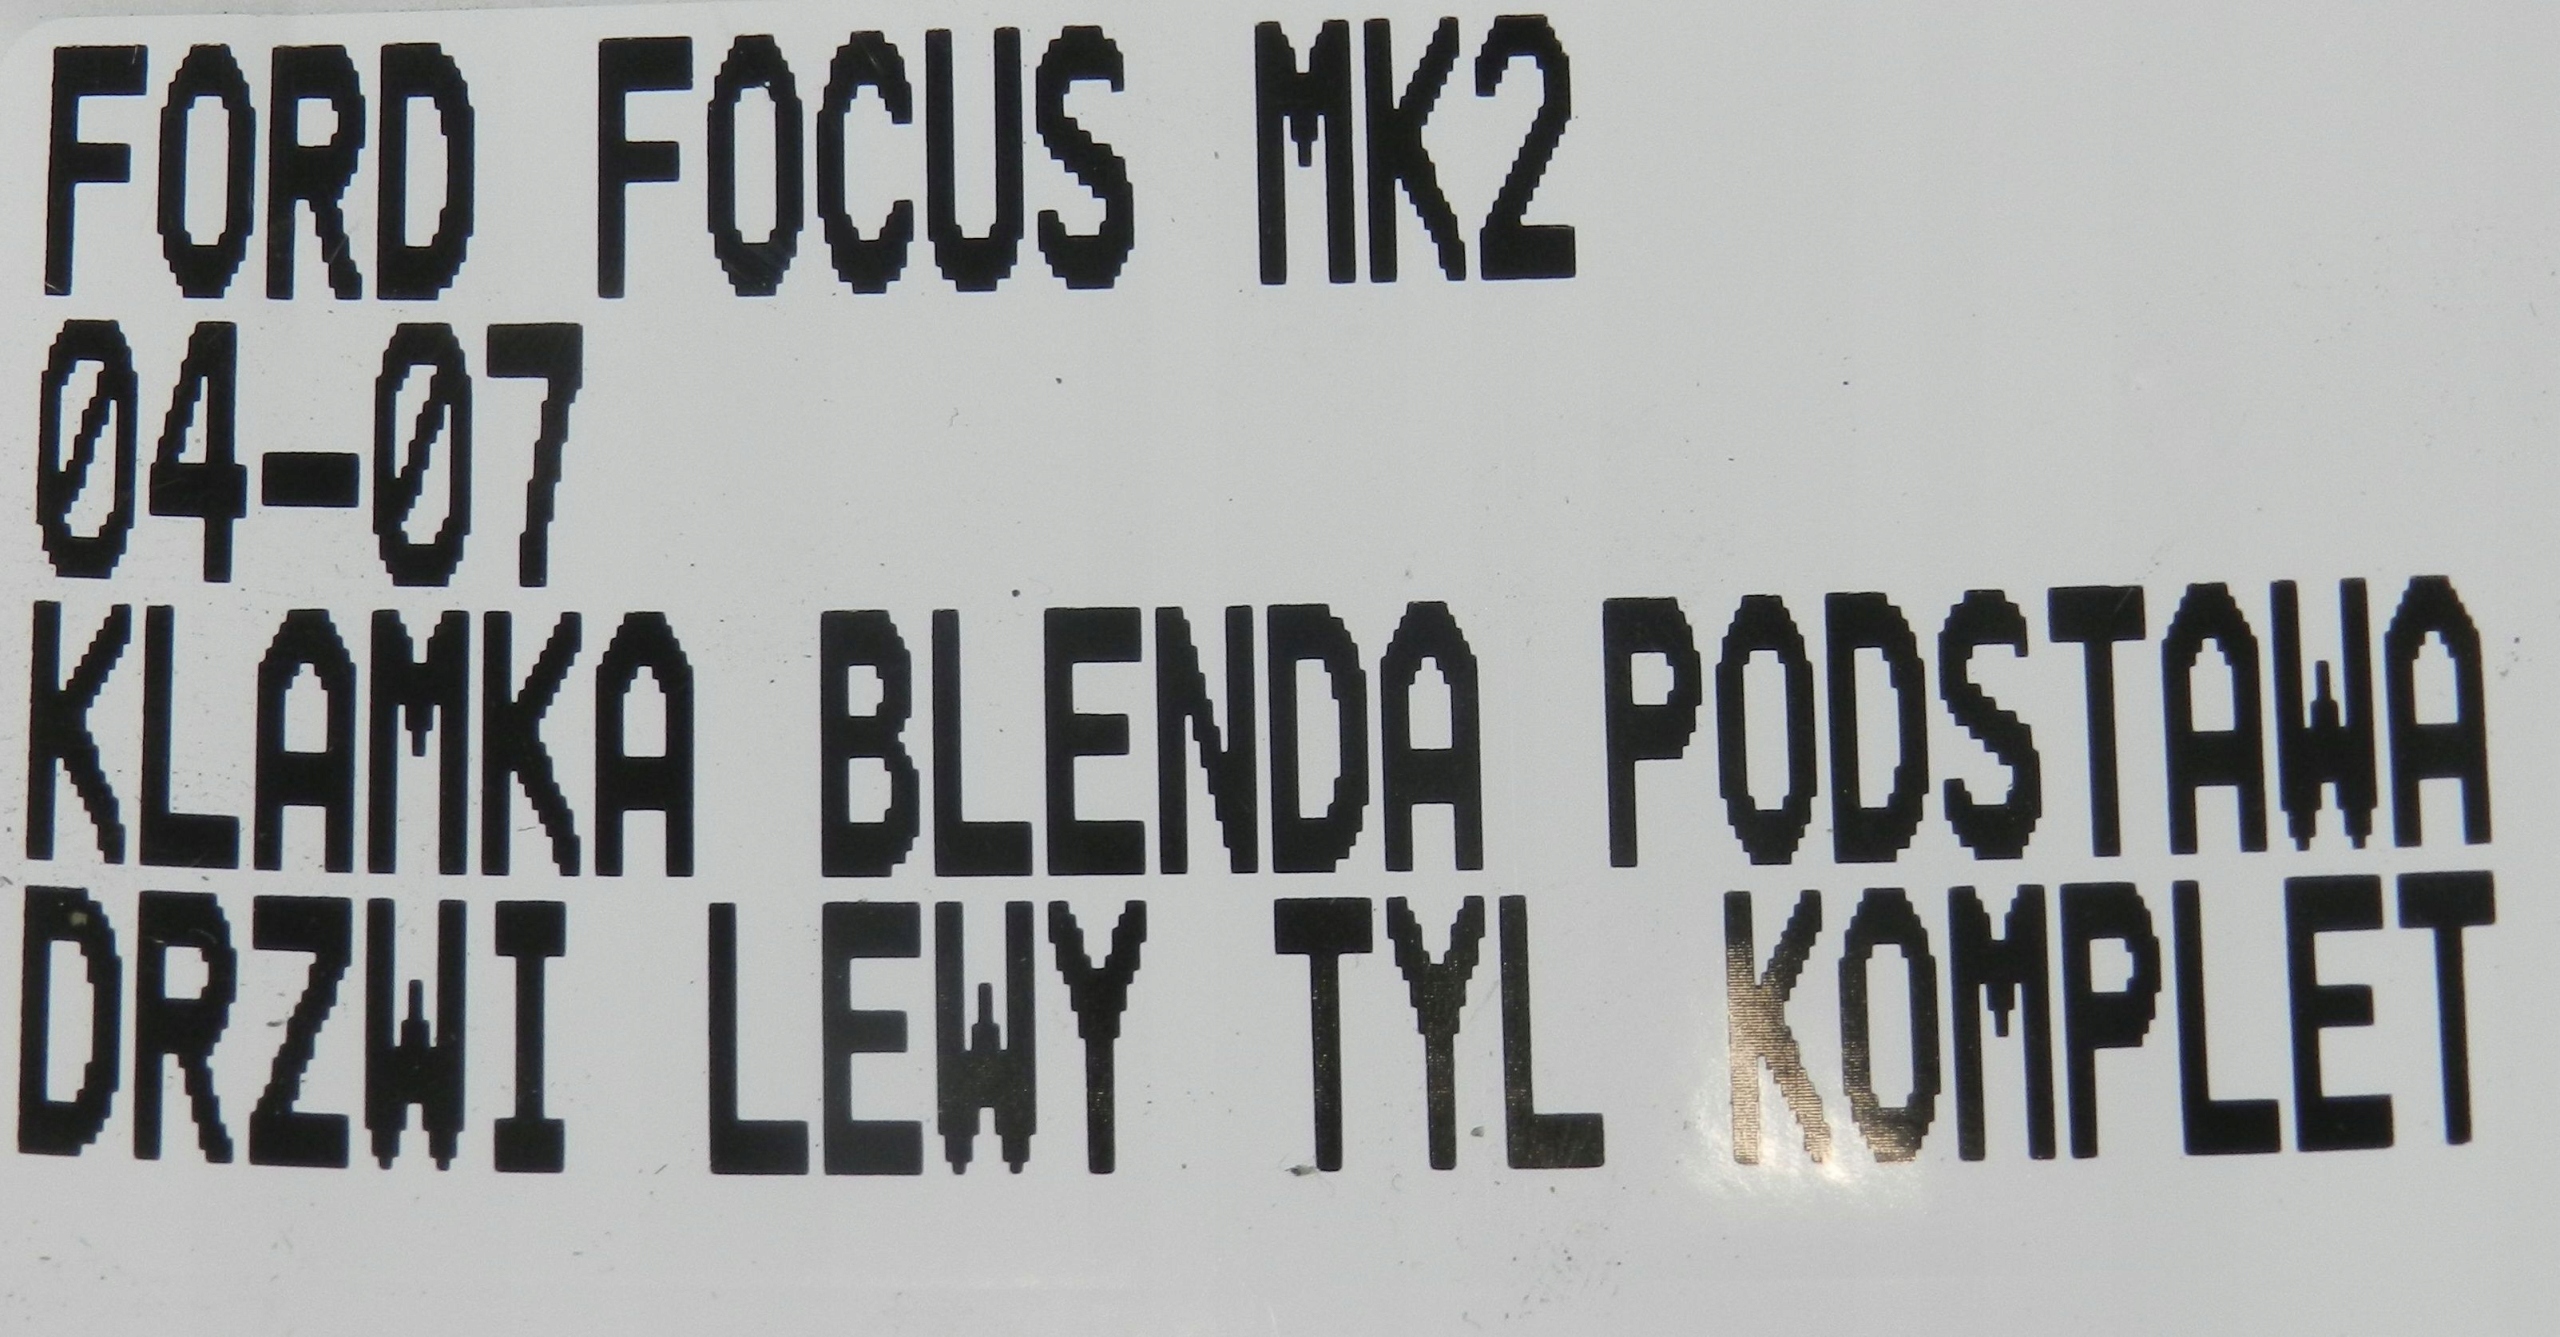 FORD FOCUS MK2
04-07
KLAMKA BLENDA PODSTAWA
DRZWI LEWY TYL KOMPLET